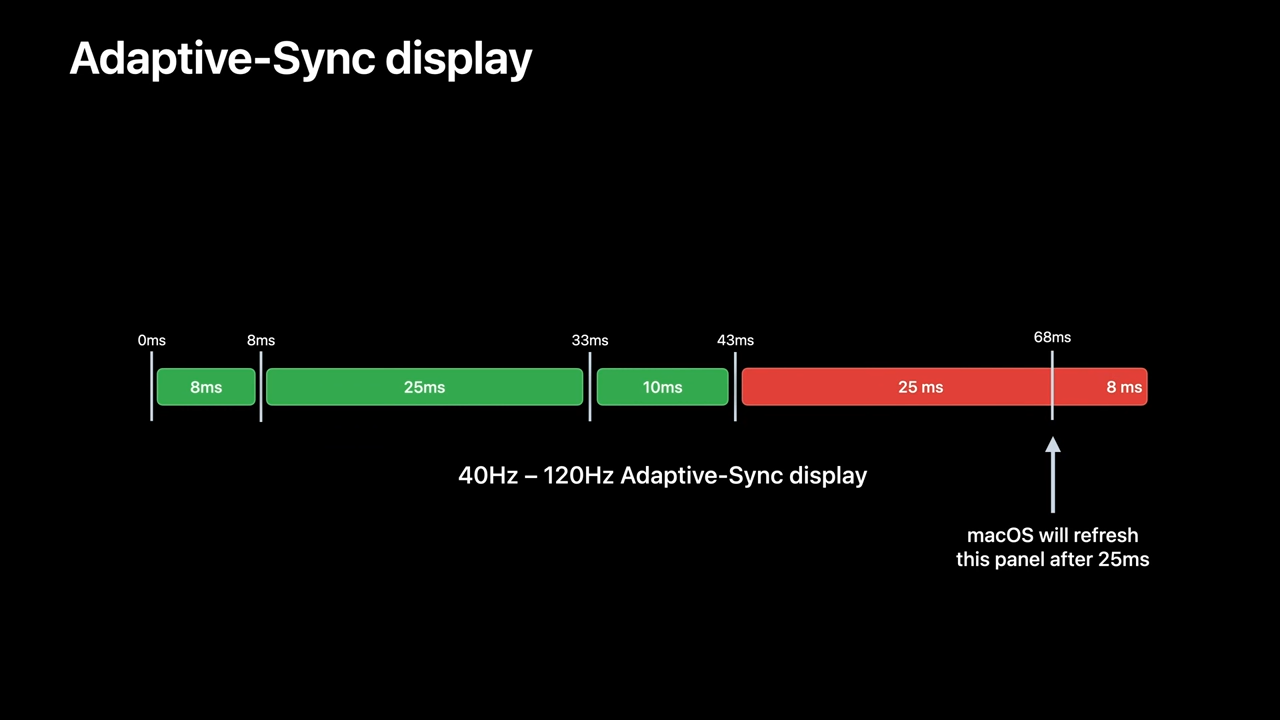 Adaptive-Sync display
0ms 8ms 33ms 43ms 68ms
8ms 25ms 10ms 25 ms 8 ms
40Hz – 120Hz Adaptive-Sync display
macOS will refresh
this panel after 25ms